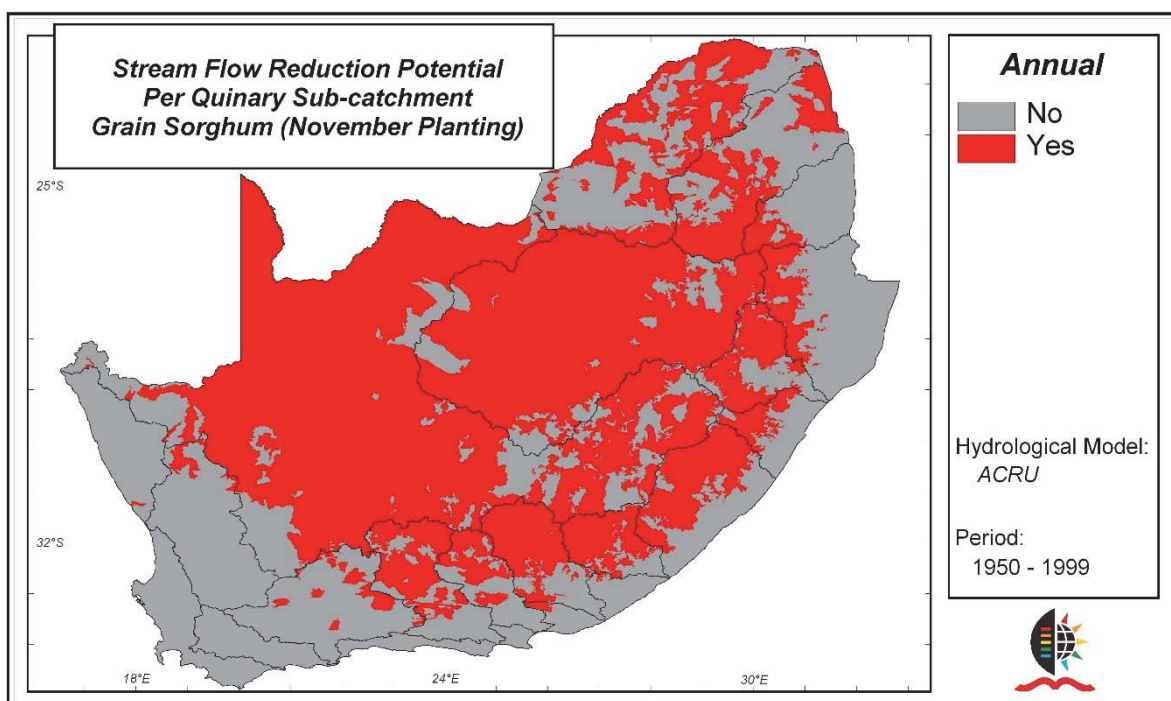 Stream Flow Reduction Potential
Per Quinary Sub-catchment
Grain Sorghum (November Planting)
Annual
No
Yes
25°S
32°S
18°E
24°E
30°E
Hydrological Model:
ACRU
Period:
1950 - 1999